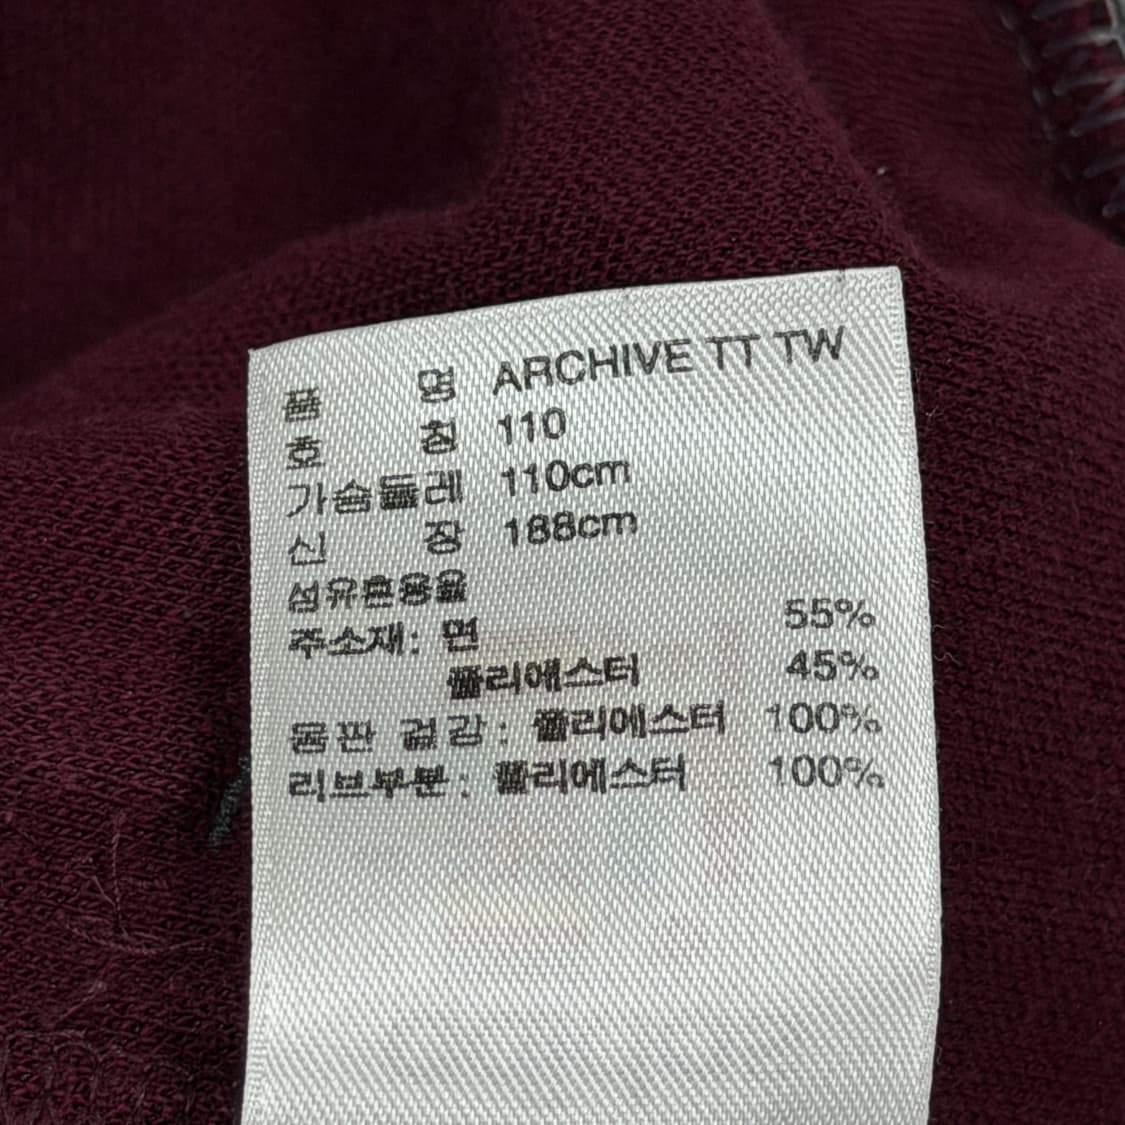 품 명 ARCHIVE TT TW
호 칭 110
가슴둘레 110cm
신 장 188cm
섬유혼용율
주소재: 면 55%
폴리에스터 45%
몸판 겉감: 폴리에스터 100%
리브부분: 폴리에스터 100%